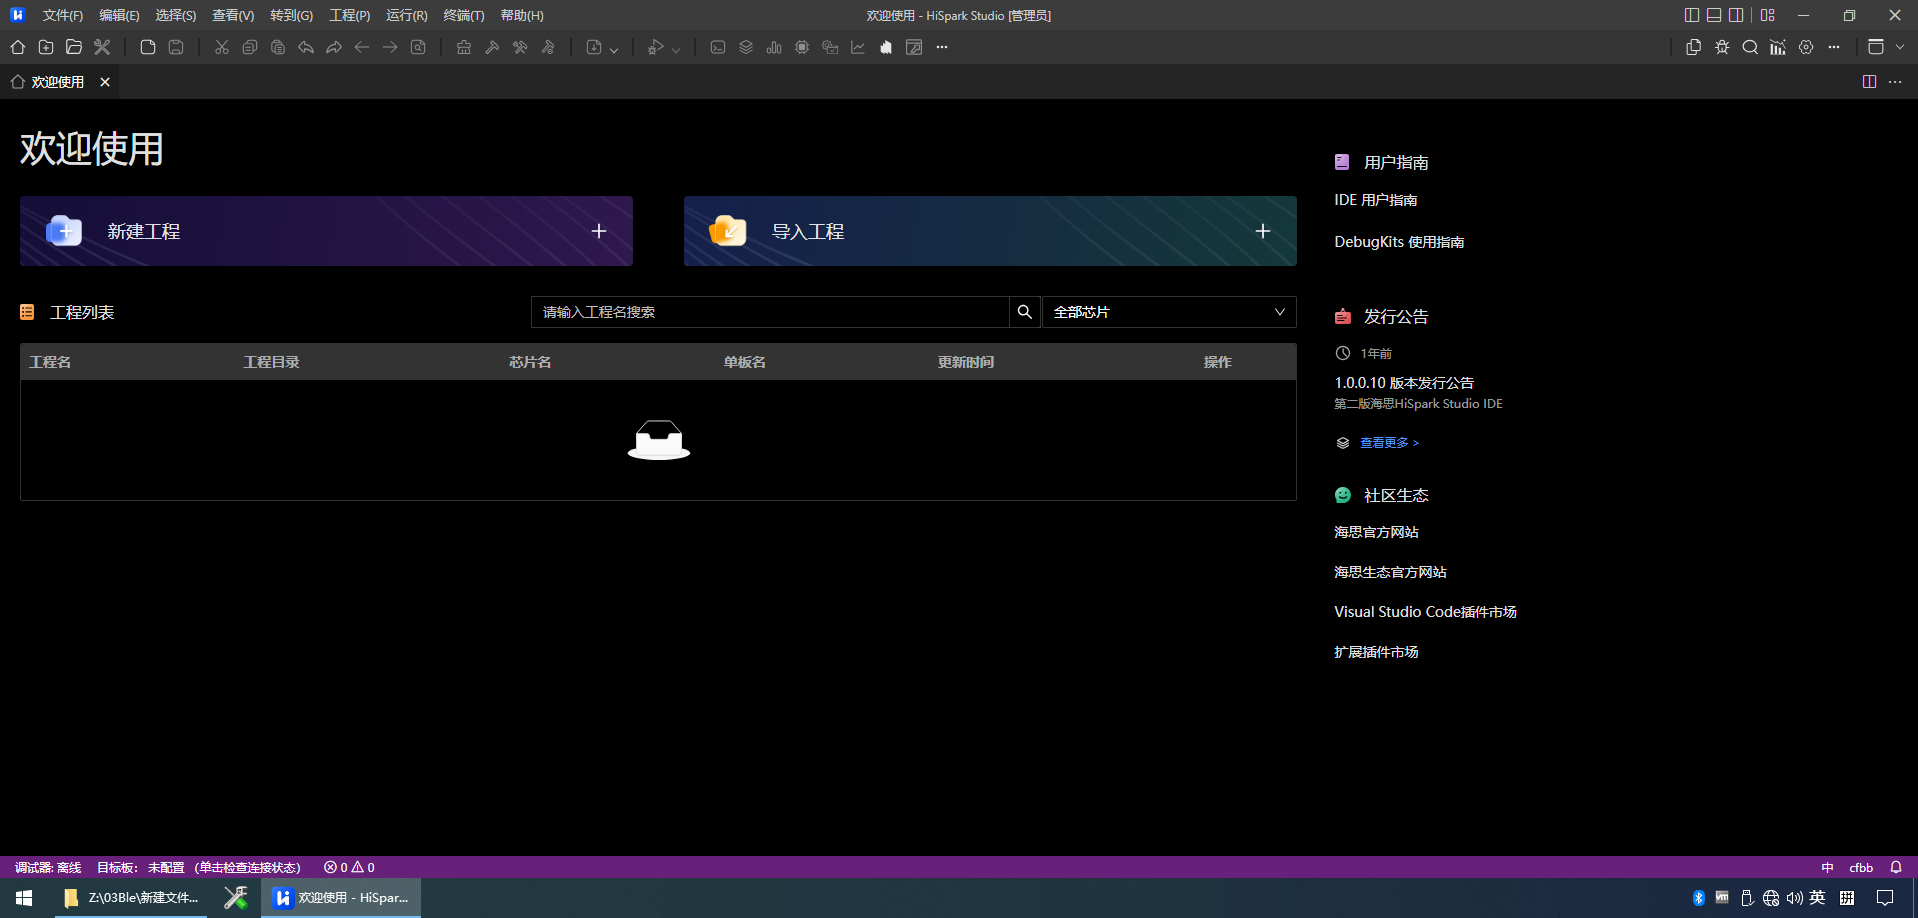 文件(F) 编辑(E) 选择(S) 查看(V) 转到(G) 工程(P) 运行(R) 终端(T) 帮助(H) 欢迎使用 - HiSpark Studio [管理员]
欢迎使用
欢迎使用
新建工程
导入工程
工程列表
请输入工程名搜索
全部芯片
工程名 工程目录 芯片名 单板名 更新时间 操作
用户指南
IDE 用户指南
DebugKits 使用指南
发行公告
1年前
1.0.0.10 版本发行公告
第二版海思HiSpark Studio IDE
查看更多 >
社区生态
海思官方网站
海思生态官方网站
Visual Studio Code插件市场
扩展插件市场
调试器: 离线 目标板: 未配置 (单击检查连接状态) 0 0 中 cfbb
Z:\03Ble\新建文件... 欢迎使用 - HiSpar... vm 英 拼